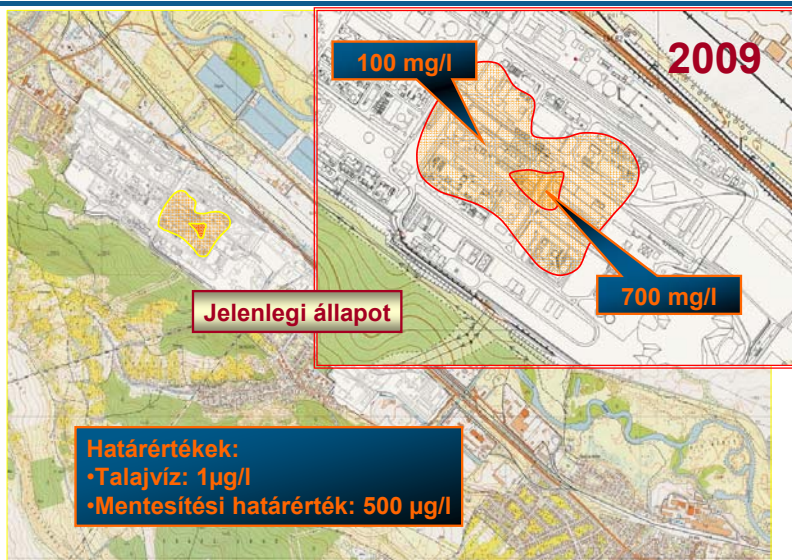 100 mg/l
2009
700 mg/l
Jelenlegi állapot
Határértékek:
•Talajvíz: 1µg/l
•Mentesítési határérték: 500 µg/l